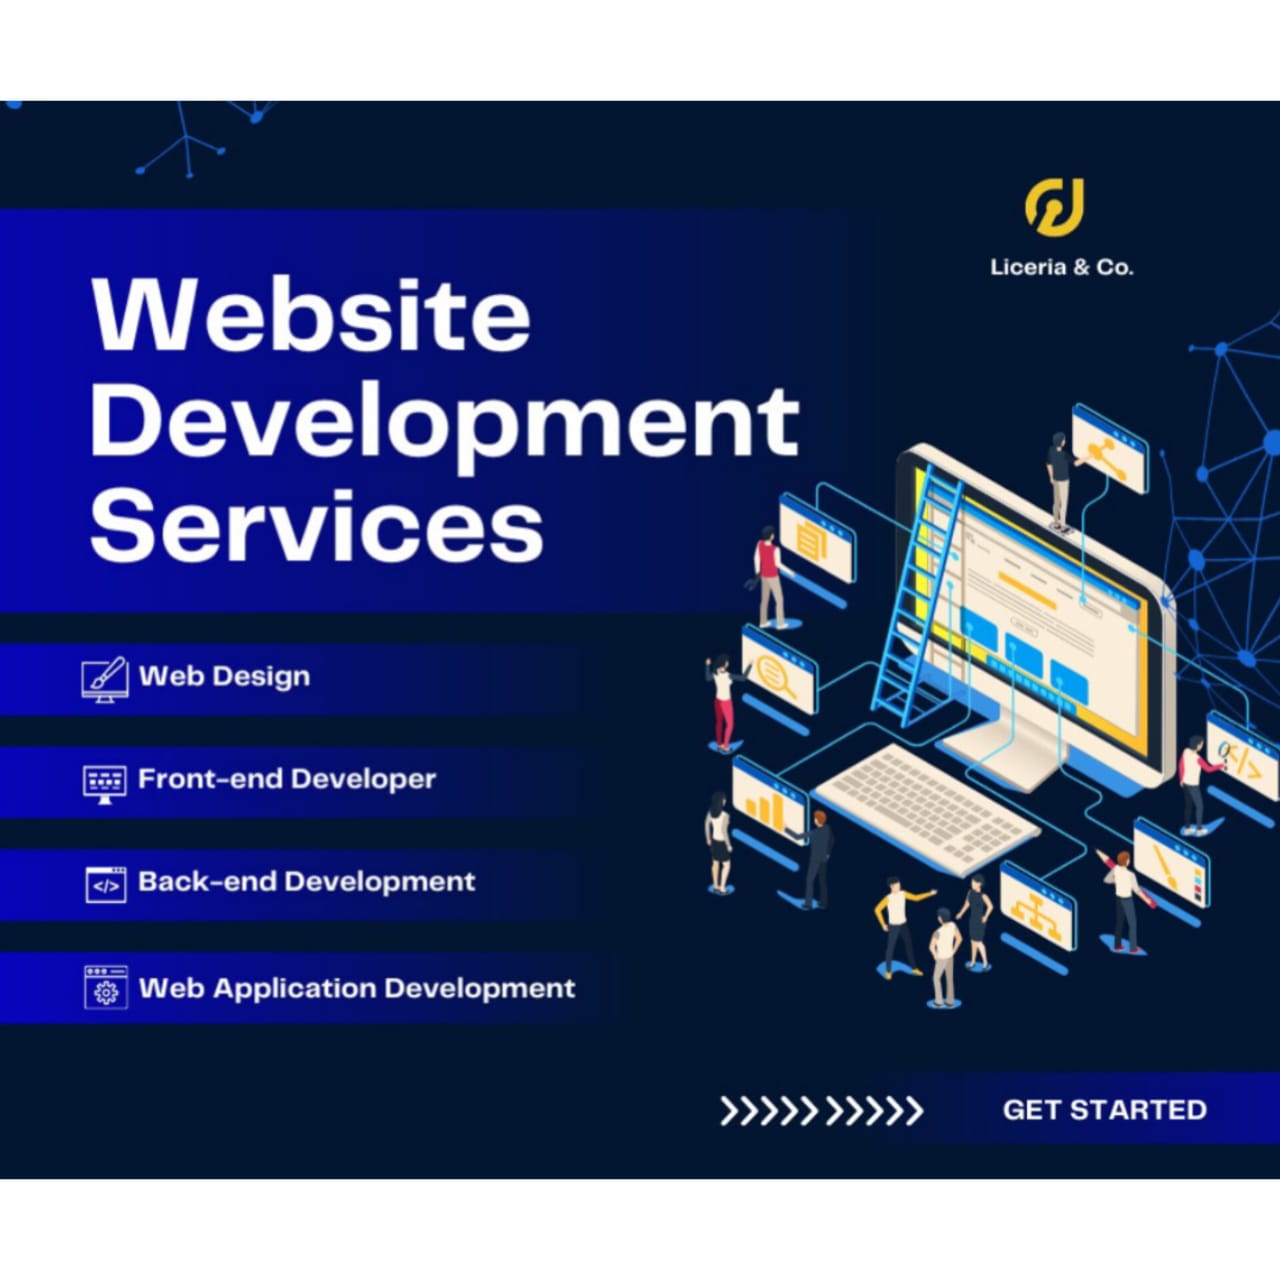 Liceria & Co.
Website
Development
Services
Web Design
Front-end Developer
Back-end Development
Web Application Development
GET STARTED